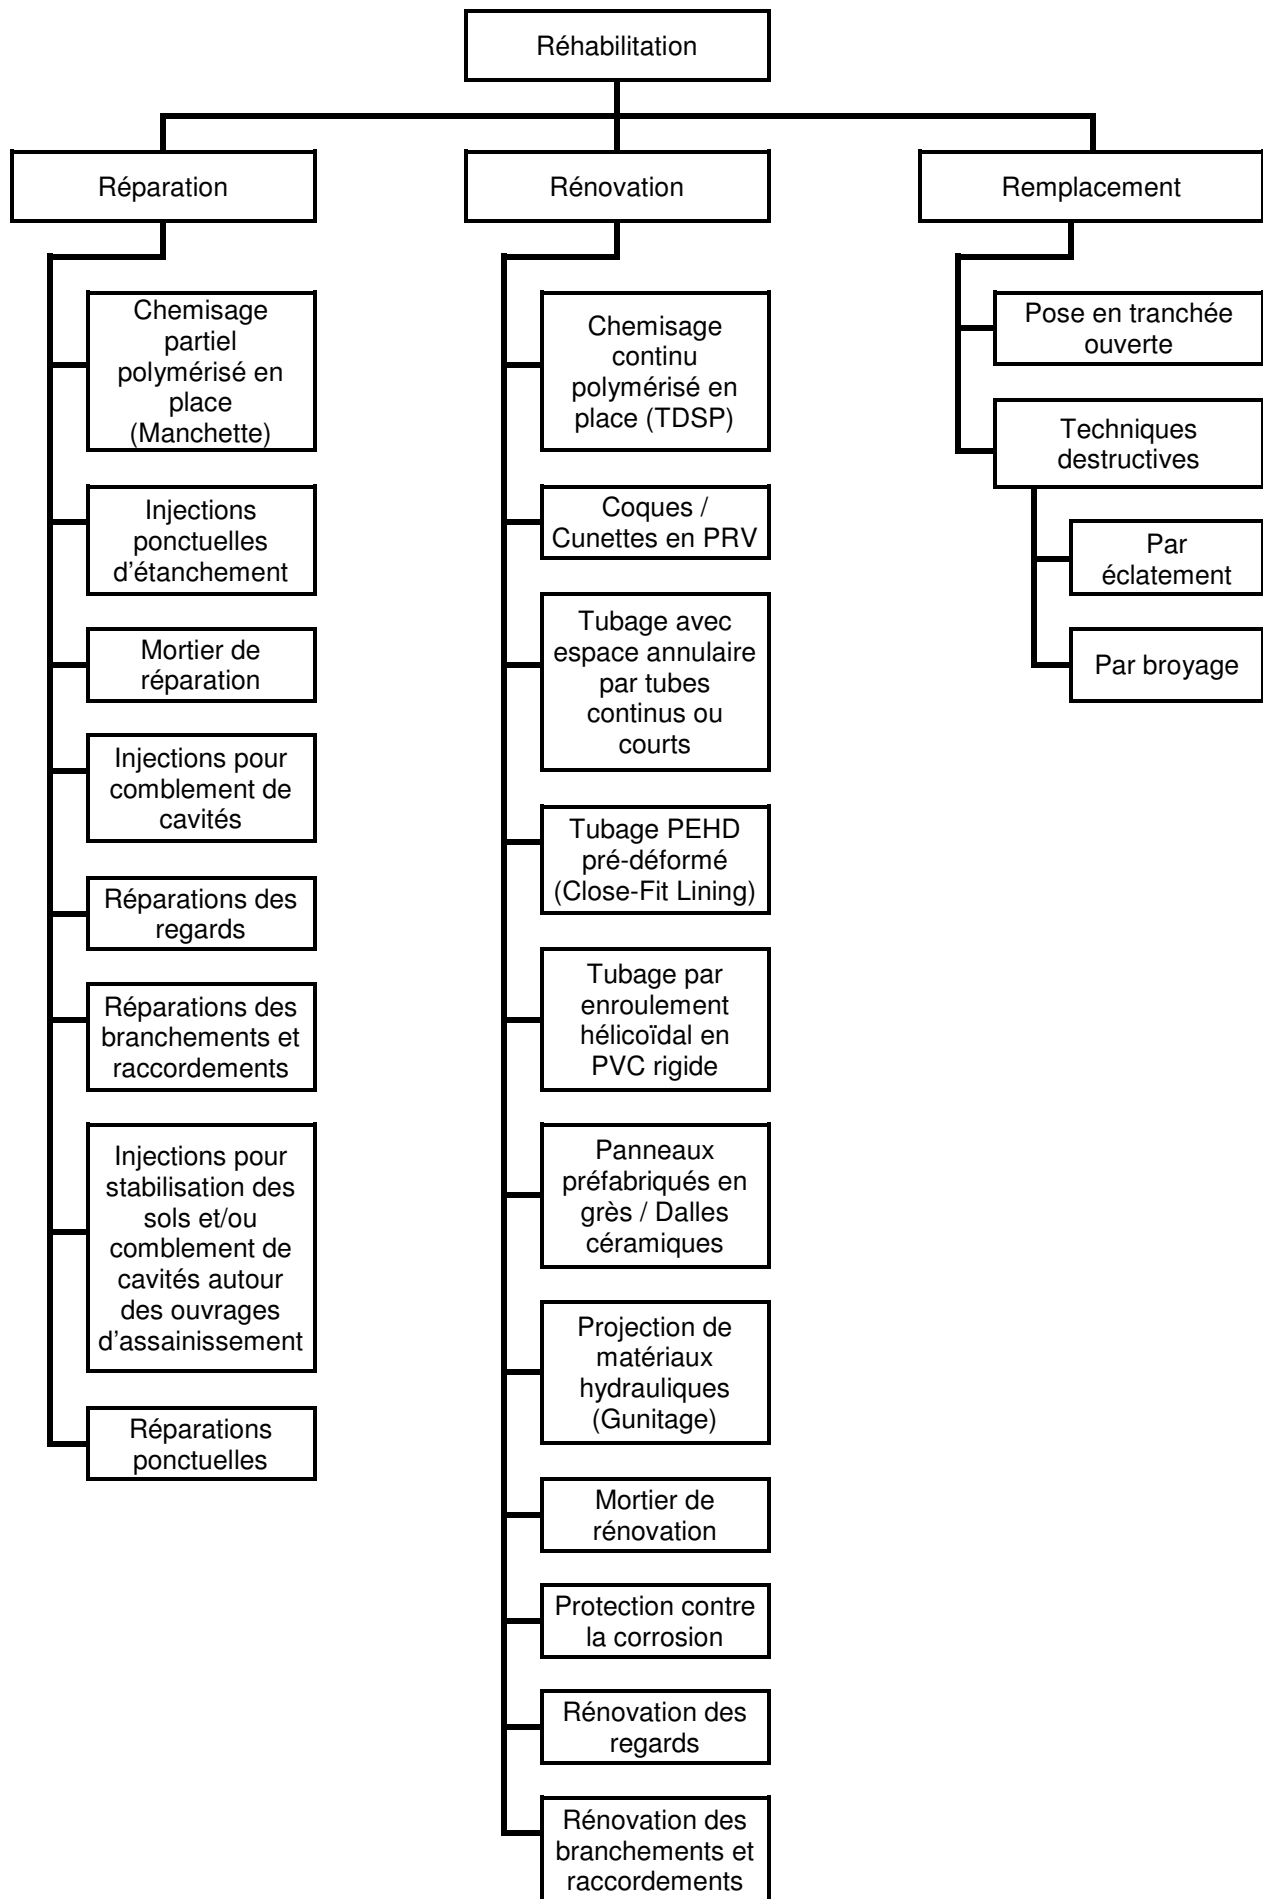 Réhabilitation
Réparation
Rénovation
Remplacement
Chemisage
partiel
polymérisé en
place
(Manchette)
Injections
ponctuelles
d'étanchement
Mortier de
réparation
Injections pour
comblement de
cavités
Réparations des
regards
Réparations des
branchements et
raccordements
Injections pour
stabilisation des
sols et/ou
comblement de
cavités autour
des ouvrages
d'assainissement
Réparations
ponctuelles
Chemisage
continu
polymérisé en
place (TDSP)
Coques /
Cunettes en PRV
Tubage avec
espace annulaire
par tubes
continus ou
courts
Tubage PEHD
pré-déformé
(Close-Fit Lining)
Tubage par
enroulement
hélicoïdal en
PVC rigide
Panneaux
préfabriqués en
grès / Dalles
céramiques
Projection de
matériaux
hydrauliques
(Gunitage)
Mortier de
rénovation
Protection contre
la corrosion
Rénovation des
regards
Rénovation des
branchements et
raccordements
Pose en tranchée
ouverte
Techniques
destructives
Par
éclatement
Par broyage